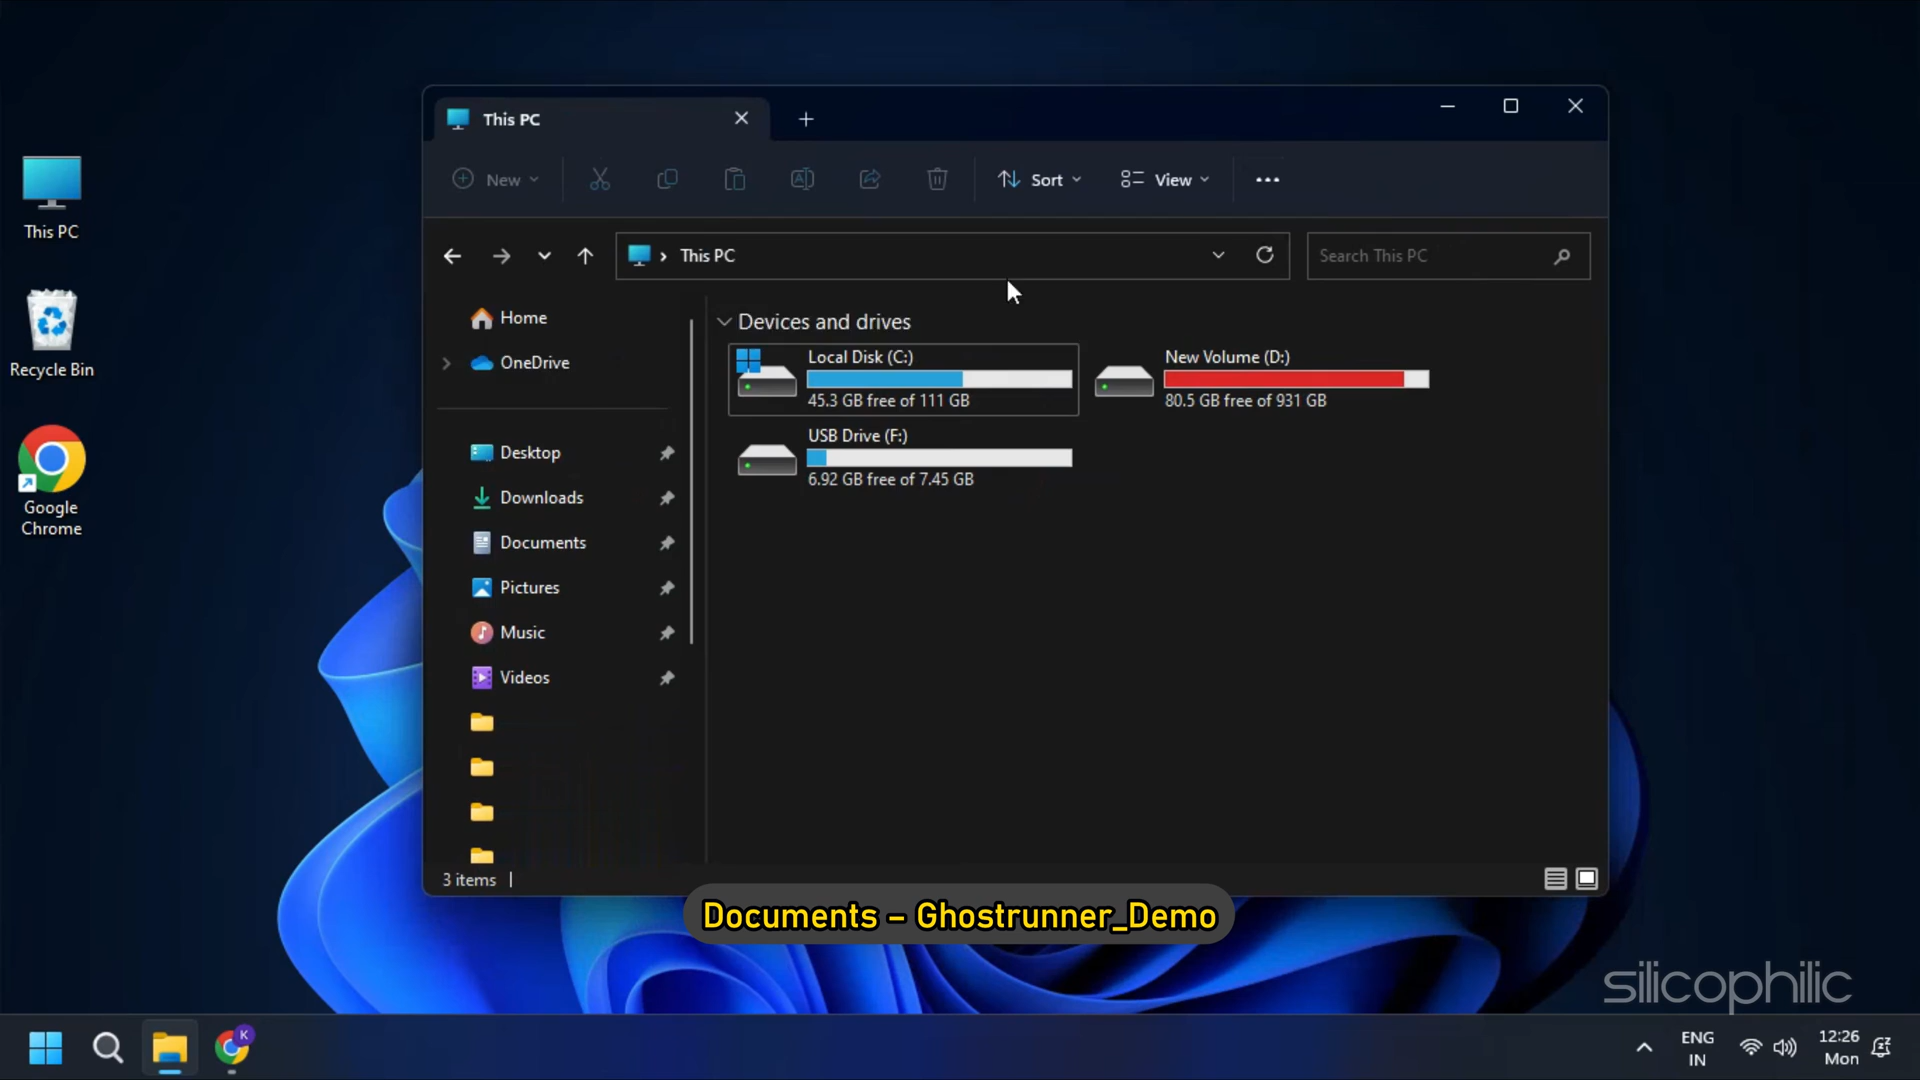 This PC
New
Sort
View
This PC
Search This PC
This PC
Recycle Bin
Google
Chrome
Home
OneDrive
Desktop
Downloads
Documents
Pictures
Music
Videos
Devices and drives
Local Disk (C:)
45.3 GB free of 111 GB
New Volume (D:)
80.5 GB free of 931 GB
USB Drive (F:)
6.92 GB free of 7.45 GB
3 items
Documents – Ghostrunner_Demo
silicophilic
K
ENG
IN
12:26
Mon